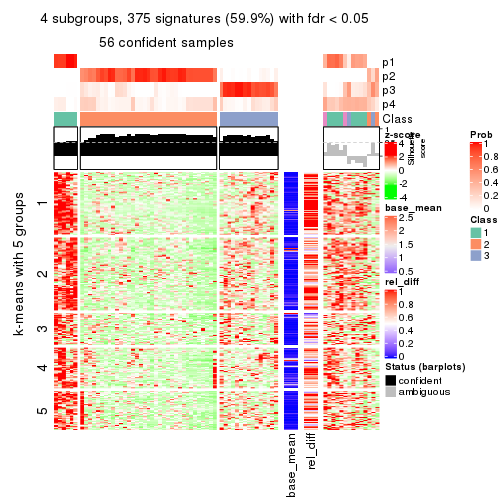 4 subgroups, 375 signatures (59.9%) with fdr < 0.05
56 confident samples
p1
p2
p3
p4
Class
1
Silhouette
score
k-means with 5 groups
1
2
3
4
5
base_mean
rel_diff
z-score
4
2
0
-2
-4
base_mean
2.5
2
1.5
1
0.5
rel_diff
1
0.8
0.6
0.4
0.2
0
Status (barplots)
confident
ambiguous
Prob
1
0.8
0.6
0.4
0.2
0
Class
1
2
3